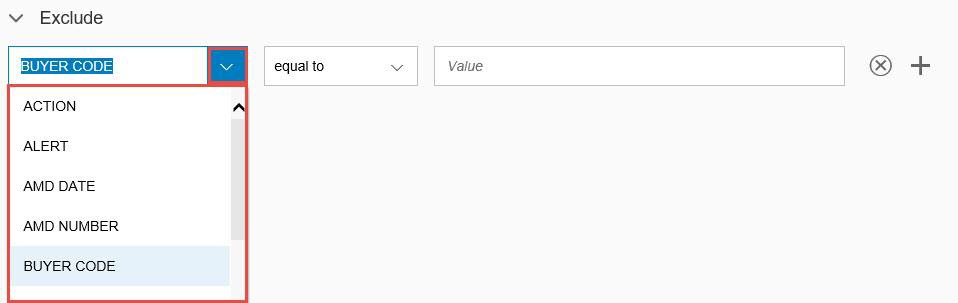 Exclude
BUYER CODE equal to Value
ACTION
ALERT
AMD DATE
AMD NUMBER
BUYER CODE